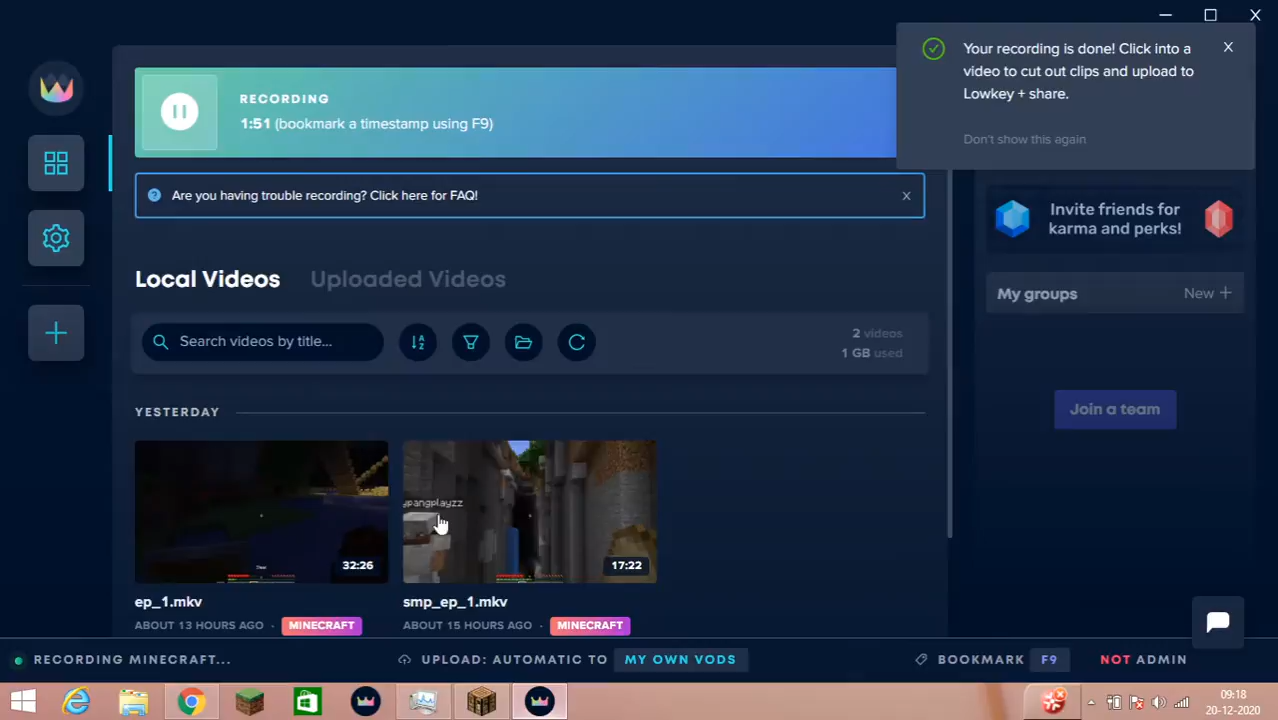 Your recording is done! Click into a
video to cut out clips and upload to
Lowkey + share.
Don't show this again
RECORDING
1:51 (bookmark a timestamp using F9)
Are you having trouble recording? Click here for FAQ!
Invite friends for
karma and perks!
Local Videos Uploaded Videos
My groups New +
Search videos by title...
2 videos
1 GB used
Join a team
YESTERDAY
ypangplayzz
32:26
17:22
ep_1.mkv
smp_ep_1.mkv
ABOUT 13 HOURS AGO · MINECRAFT
ABOUT 15 HOURS AGO · MINECRAFT
RECORDING MINECRAFT...
UPLOAD: AUTOMATIC TO MY OWN VODS
BOOKMARK F9
NOT ADMIN
09:18
20-12-2020